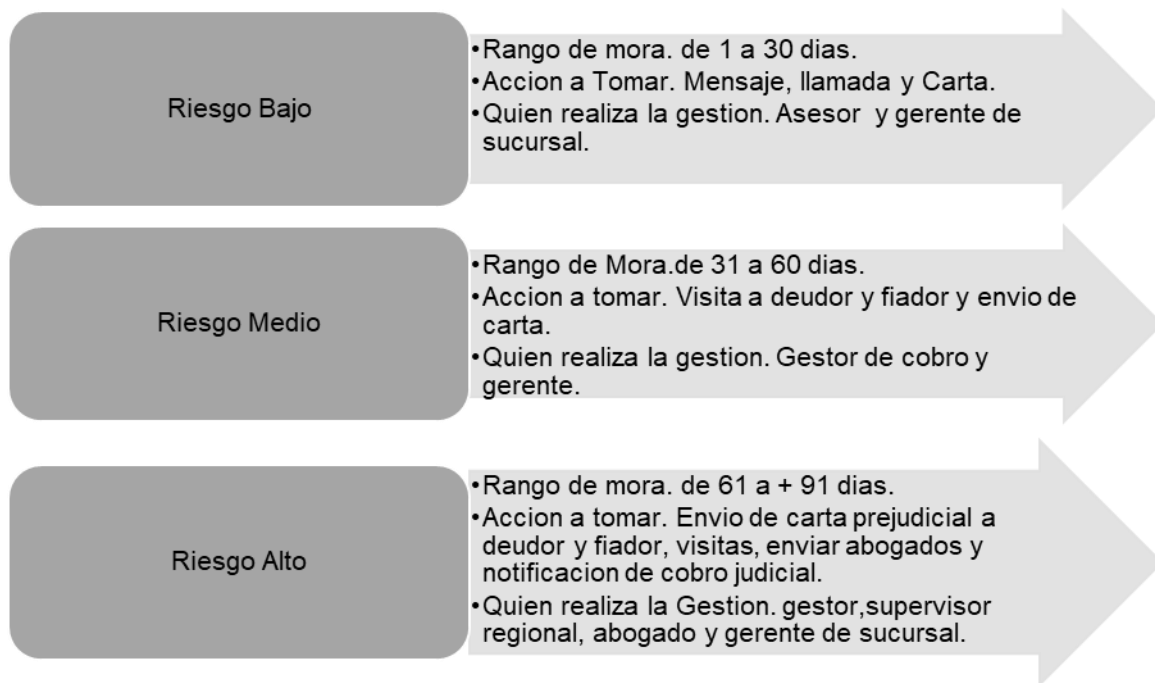 Riesgo Bajo
•Rango de mora. de 1 a 30 dias.
•Accion a Tomar. Mensaje, llamada y Carta.
•Quien realiza la gestion. Asesor y gerente de
sucursal.
Riesgo Medio
•Rango de Mora.de 31 a 60 dias.
•Accion a tomar. Visita a deudor y fiador y envio de
carta.
•Quien realiza la gestion. Gestor de cobro y
gerente.
Riesgo Alto
•Rango de mora. de 61 a + 91 dias.
•Accion a tomar. Envio de carta prejudicial a
deudor y fiador, visitas, enviar abogados y
notificacion de cobro judicial.
•Quien realiza la Gestion. gestor,supervisor
regional, abogado y gerente de sucursal.